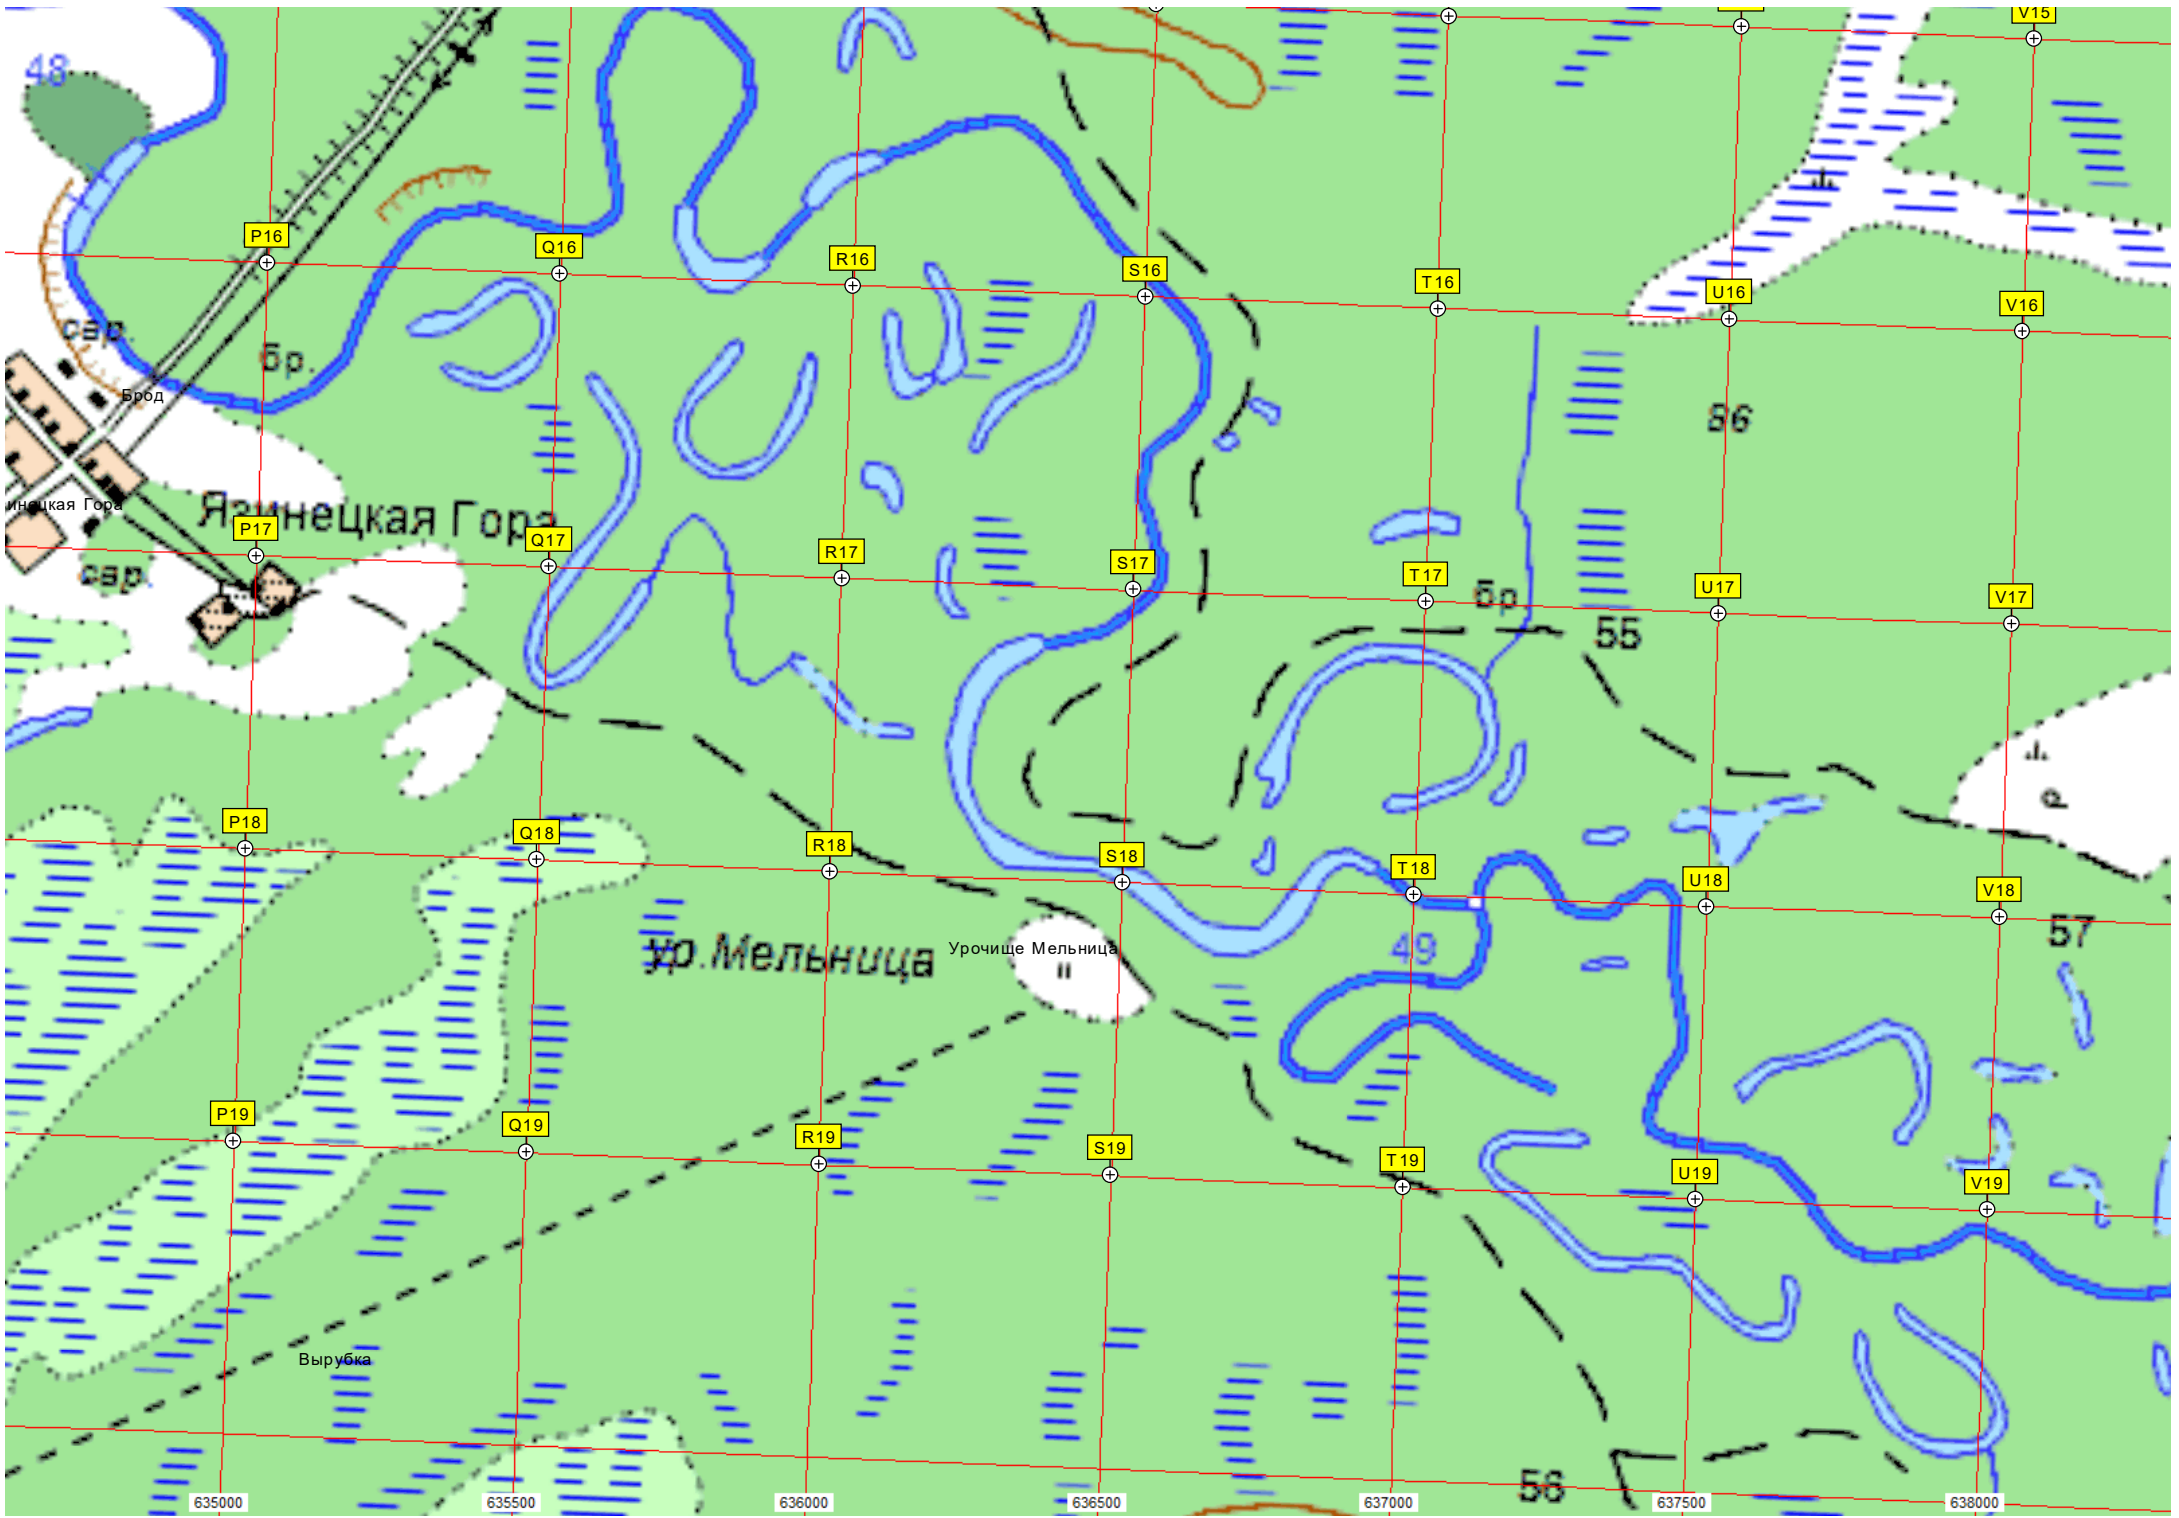 V15
48
P16
Q16
R16
S16
T16
U16
V16
сар.
бр.
Брод
86
инецкая Гора
Язинецкая Гора
P17
Q17
R17
S17
T17
U17
V17
сар.
бр.
55
P18
Q18
R18
S18
T18
U18
V18
ур.Мельница
Урочище Мельница
49
57
P19
Q19
R19
S19
T19
U19
V19
Вырубка
56
635000
635500
636000
636500
637000
637500
638000